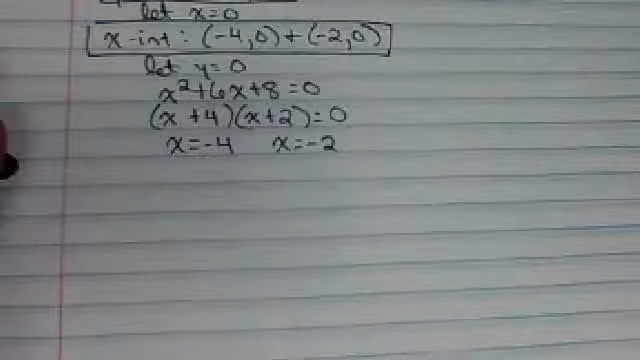 let x=0
x-int: (-4,0) + (-2,0)
let y=0
x²+6x+8=0
(x+4)(x+2)=0
x=-4 x=-2